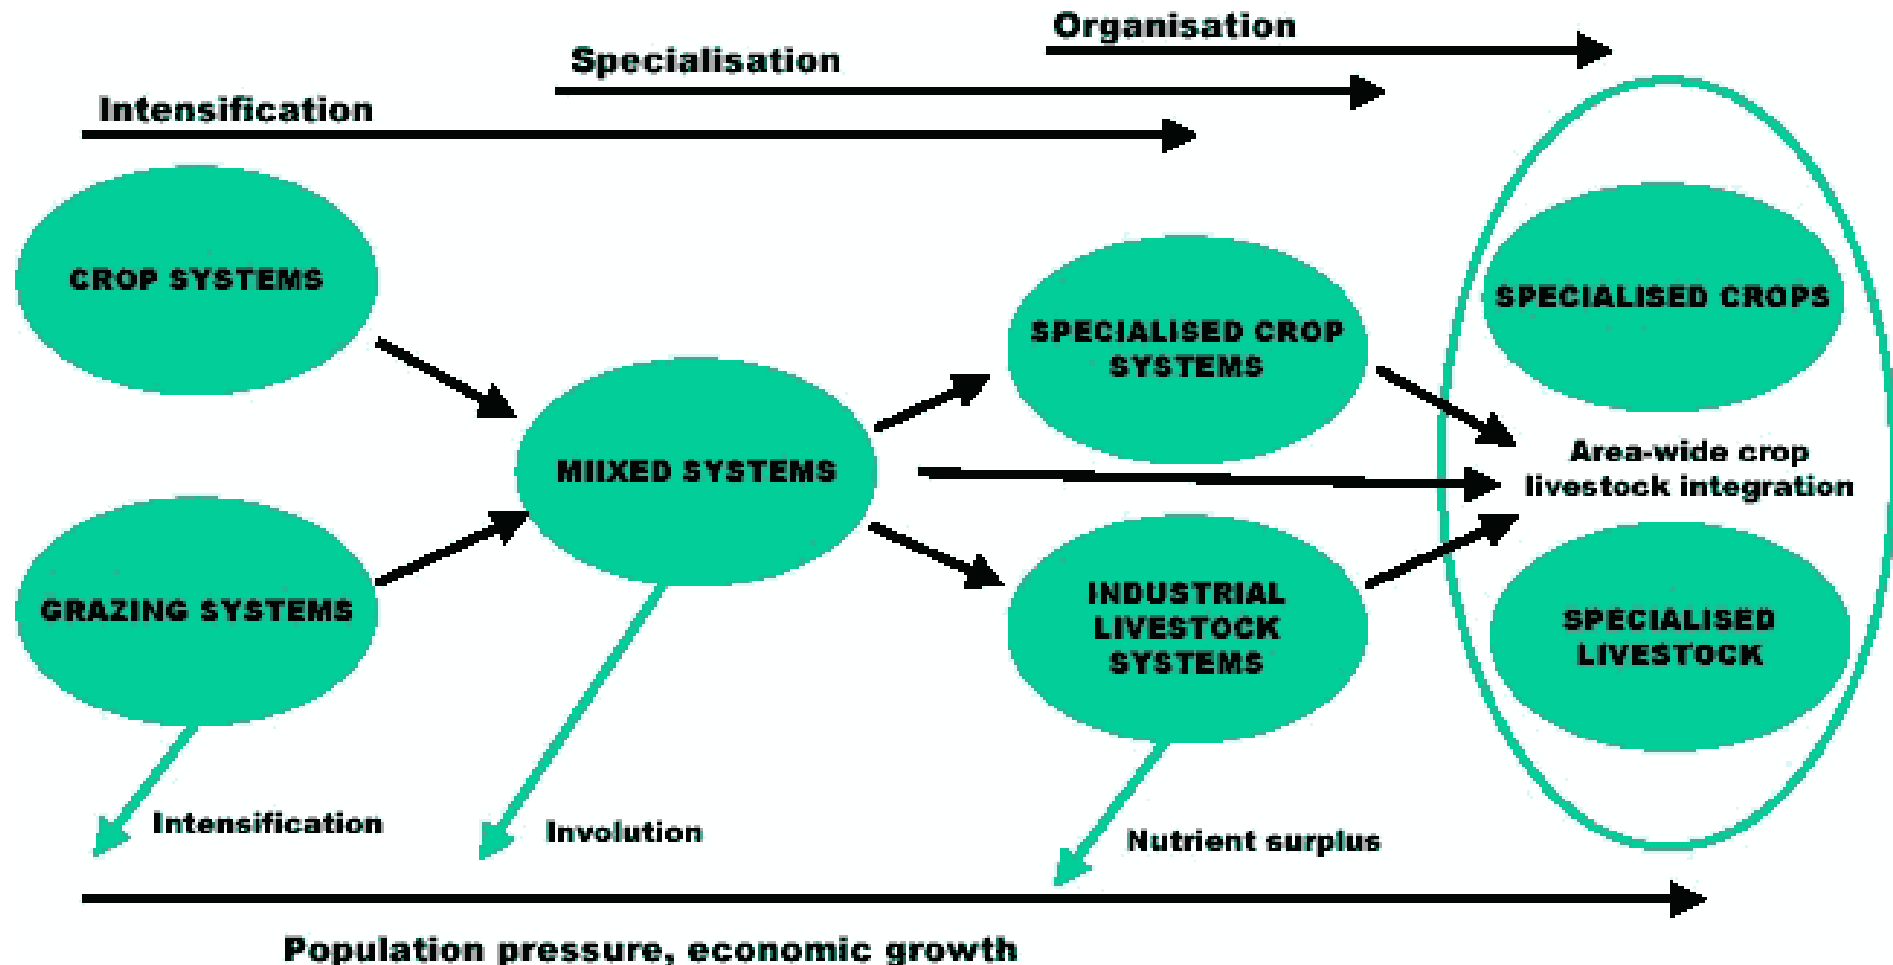 Organisation
Specialisation
Intensification
CROP SYSTEMS
GRAZING SYSTEMS
MIIXED SYSTEMS
SPECIALISED CROP
SYSTEMS
INDUSTRIAL
LIVESTOCK
SYSTEMS
SPECIALISED CROPS
Area-wide crop
livestock integration
SPECIALISED
LIVESTOCK
Intensification
Involution
Nutrient surplus
Population pressure, economic growth